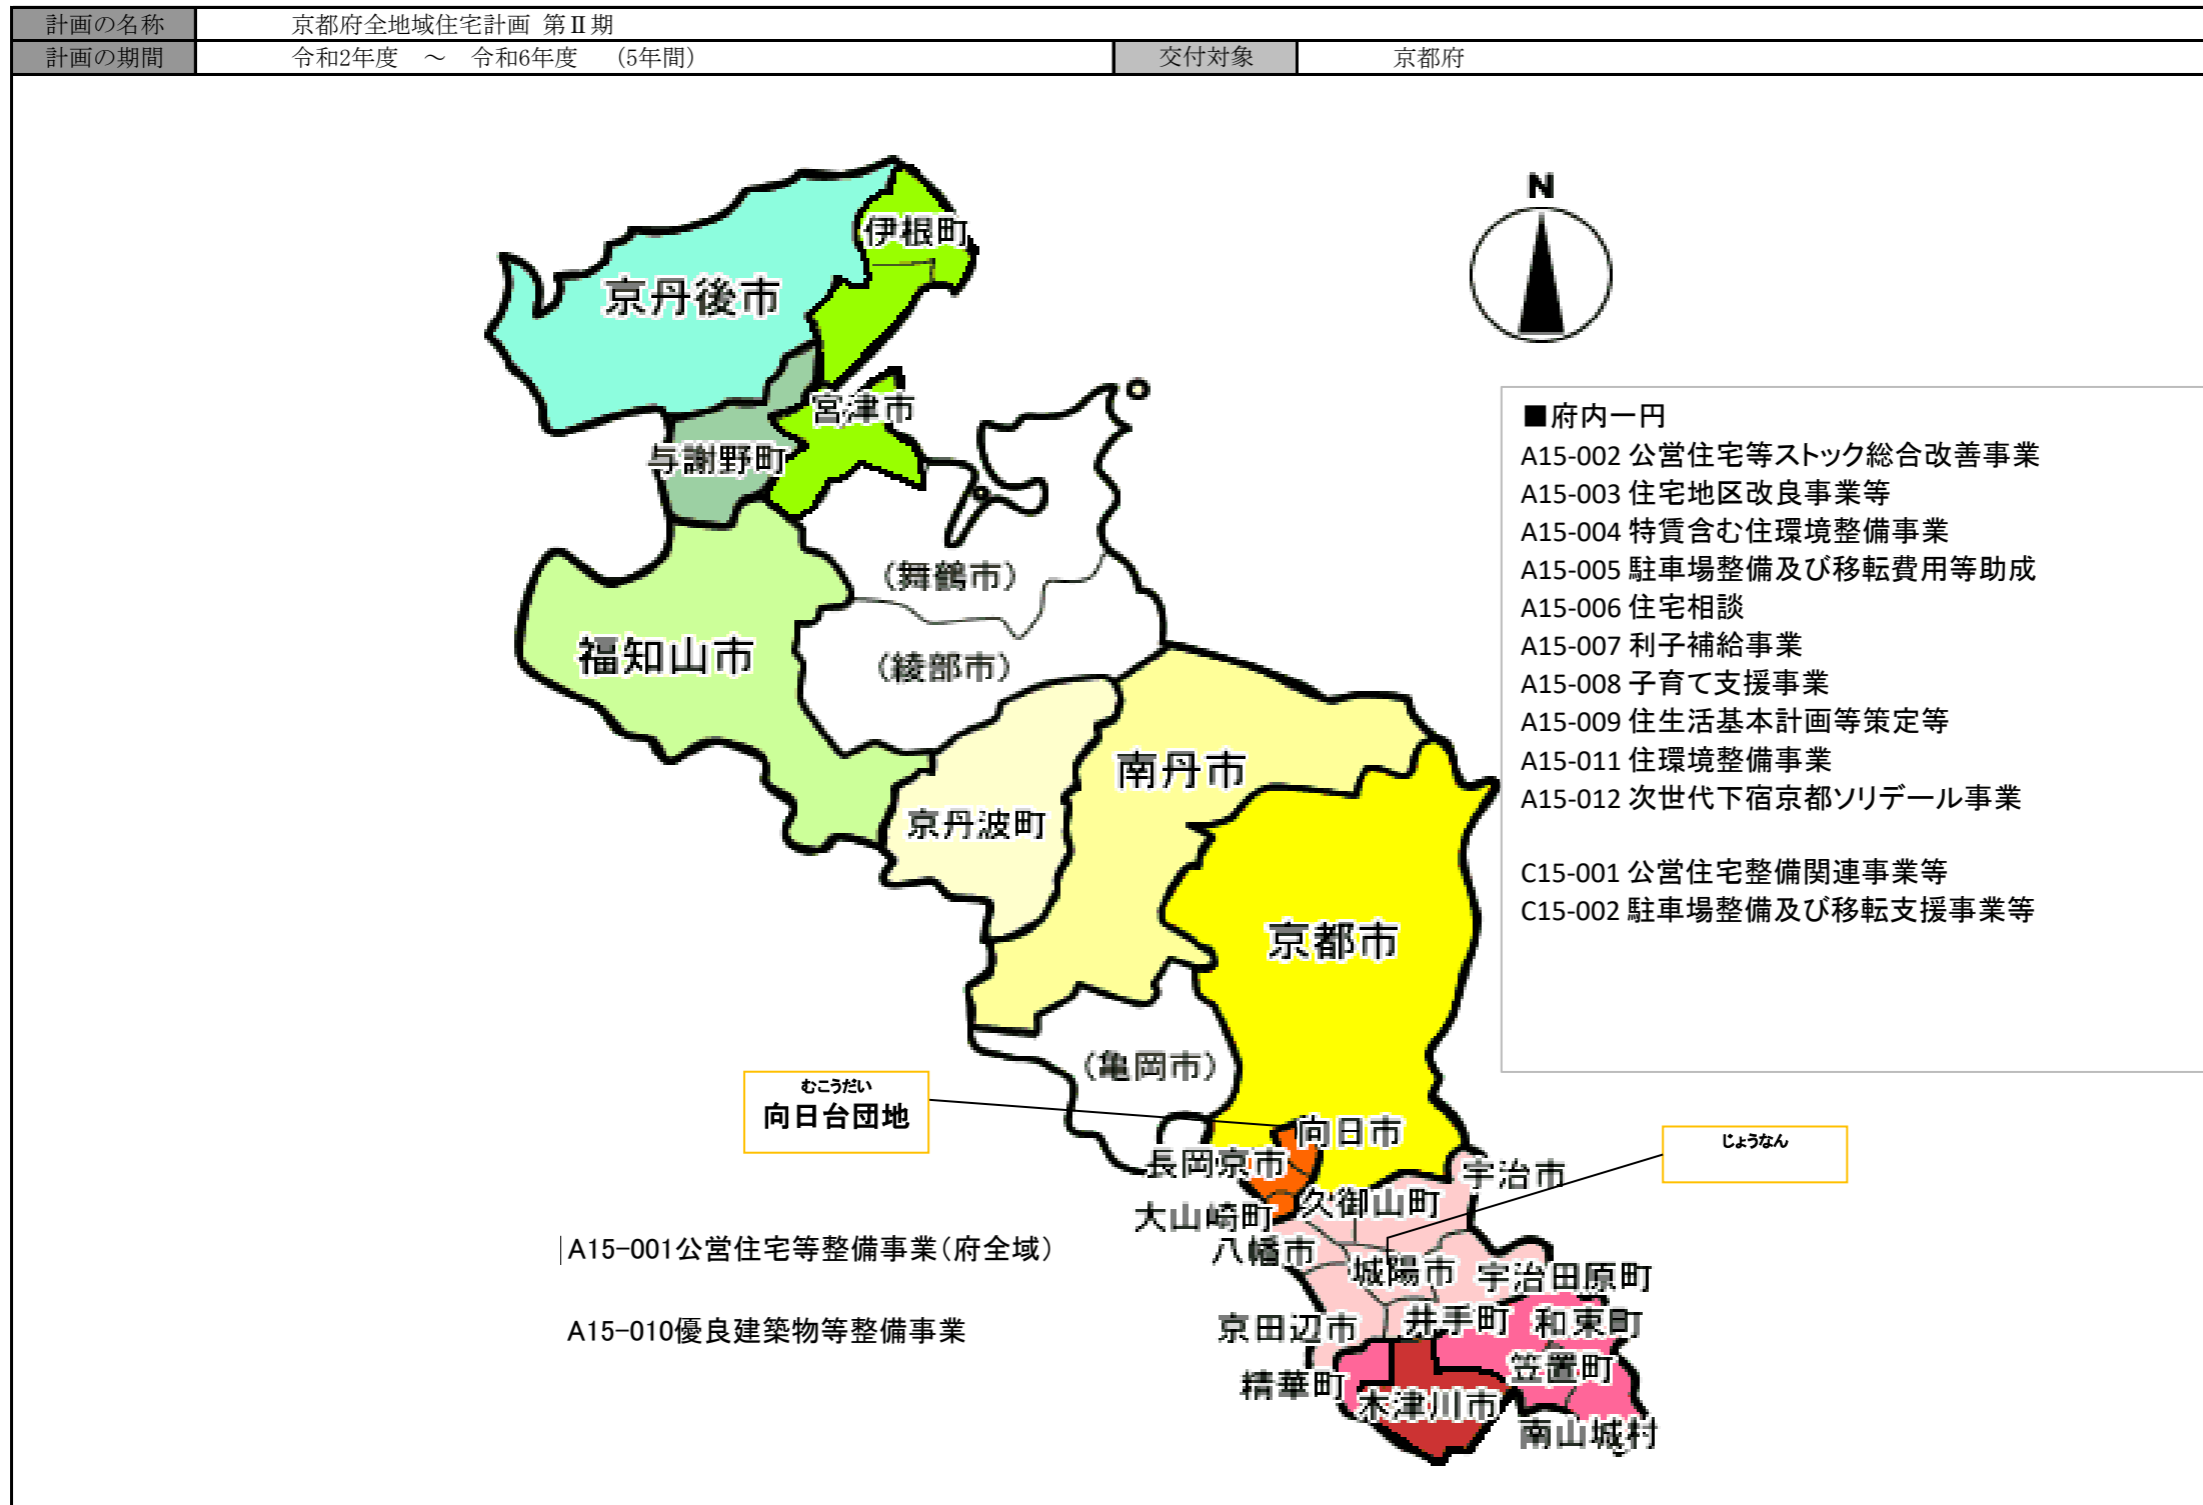 計画の名称 京都府全地域住宅計画 第Ⅱ期
計画の期間 令和2年度 ～ 令和6年度 (5年間) 交付対象 京都府
N
伊根町
京丹後市
宮津市
与謝野町
(舞鶴市)
福知山市
(綾部市)
南丹市
京丹波町
京都市
(亀岡市)
■府内一円
A15-002 公営住宅等ストック総合改善事業
A15-003 住宅地区改良事業等
A15-004 特賃含む住環境整備事業
A15-005 駐車場整備及び移転費用等助成
A15-006 住宅相談
A15-007 利子補給事業
A15-008 子育て支援事業
A15-009 住生活基本計画等策定等
A15-011 住環境整備事業
A15-012 次世代下宿京都ソリデール事業
C15-001 公営住宅整備関連事業等
C15-002 駐車場整備及び移転支援事業等
むこうだい
向日台団地
向日市
じょうなん
長岡京市
宇治市
大山崎町
久御山町
八幡市
城陽市
宇治田原町
京田辺市
井手町
和束町
笠置町
精華町
木津川市
南山城村
A15-001公営住宅等整備事業(府全域)
A15-010優良建築物等整備事業